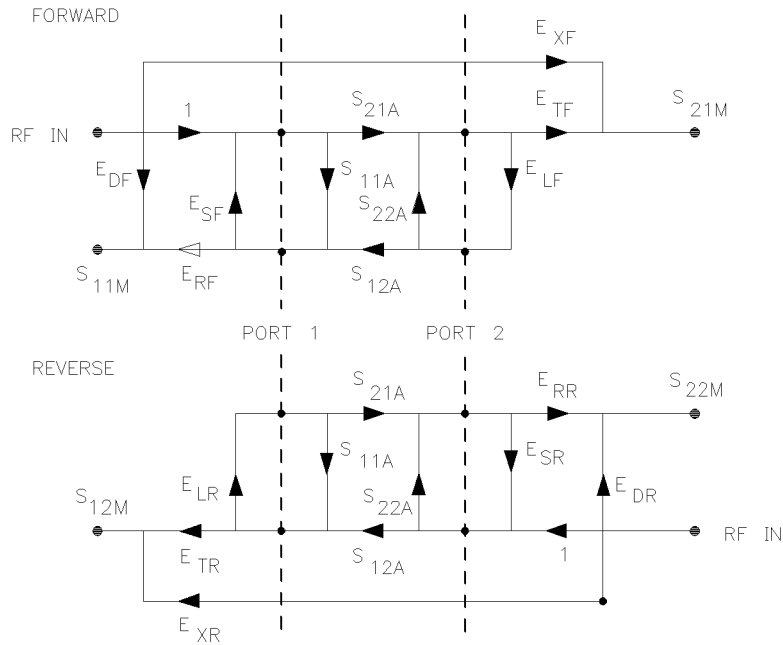 FORWARD
E XF
1
S 21A
E TF
S 21M
RF IN
E DF
S 11A
E LF
E SF
S 22A
S 11M
E RF
S 12A
PORT 1
PORT 2
REVERSE
S 21A
E RR
S 22M
S 11A
E SR
E LR
S 22A
E DR
S 12M
E TR
S 12A
1
RF IN
E XR